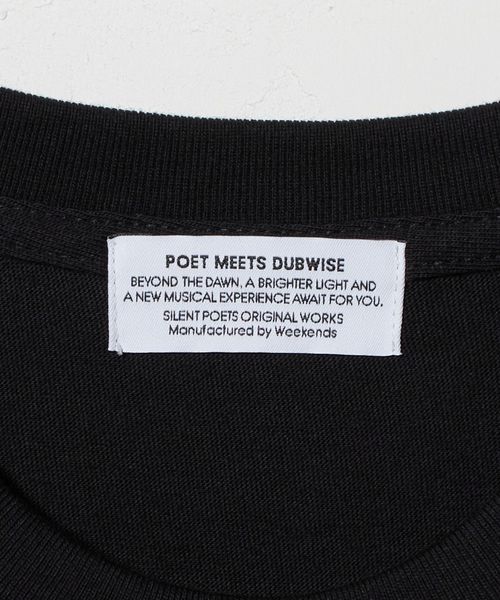 POET MEETS DUBWISE
BEYOND THE DAWN, A BRIGHTER LIGHT AND
A NEW MUSICAL EXPERIENCE AWAIT FOR YOU.
SILENT POETS ORIGINAL WORKS
Manufactured by Weekends